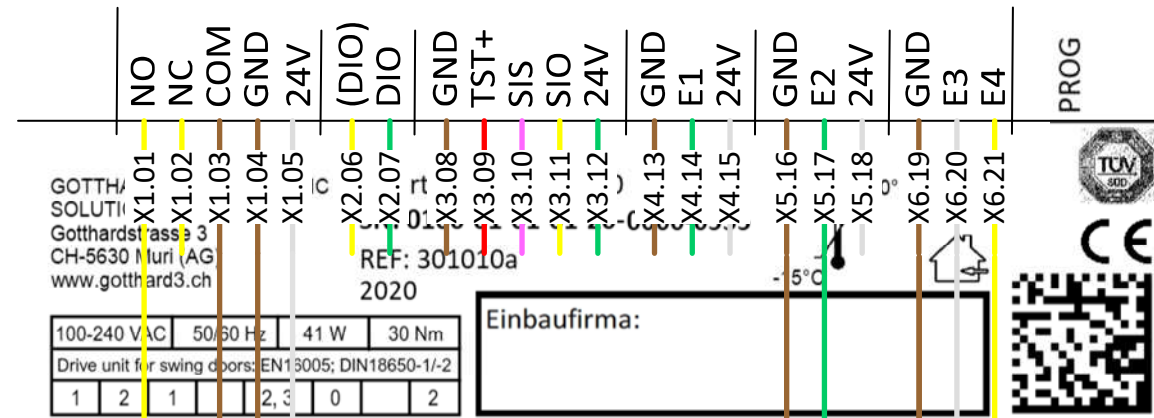 NO NC COM GND 24V (DIO) DIO GND TST+ SIS SIO 24V GND E1 24V GND E2 24V GND E3 E4 PROG
X1.01 X1.02 X1.03 X1.04 X1.05 X2.06 X2.07 X3.08 X3.09 X3.10 X3.11 X3.12 X4.13 X4.14 X4.15 X5.16 X5.17 X5.18 X6.19 X6.20 X6.21
TÜV
SÜD
Gotthardstrasse 3
CH-5630 Muri (AG)
www.gotthard3.ch
REF: 301010a
2020
-15°C
CE
100-240 VAC 50/60 Hz 41 W 30 Nm
Drive unit for swing doors: EN16005; DIN18650-1/-2
1 2 1 2, 3 0 2
Einbaufirma: